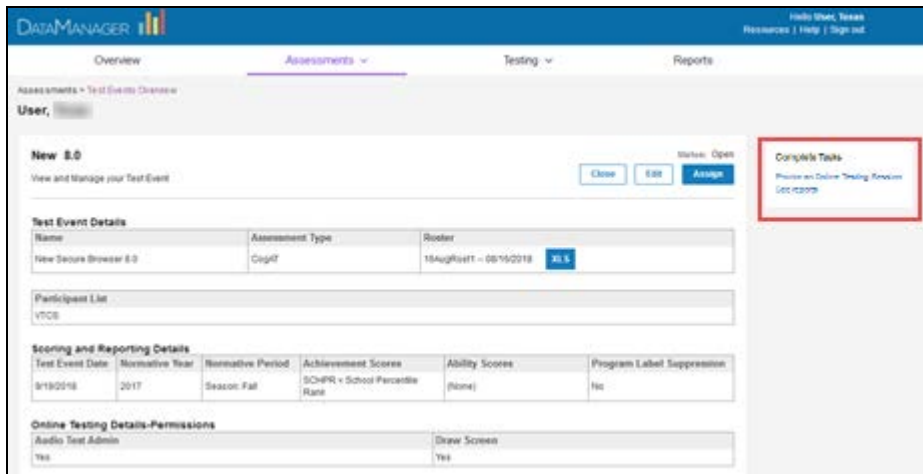 DATAMANAGER
Hello User, Texas
Resources | Help | Sign out
Overview Assessments Testing Reports
Assessments > Test Events Overview
User,
New 8.0
Status: Open
View and Manage your Test Event
Close Edit Assign
Complete Tasks
Proctor an Online Testing Session
See reports
Test Event Details
Name Assessment Type Roster
New Secure Browser 8.0 CogAT 16AugRost1 – 08/16/2018 XLS
Participant List
VTCS
Scoring and Reporting Details
Test Event Date Normative Year Normative Period Achievement Scores Ability Scores Program Label Suppression
9/19/2018 2017 Season: Fall SCHPR = School Percentile (None) No
Rank
Online Testing Details-Permissions
Audio Test Admin Draw Screen
Yes Yes